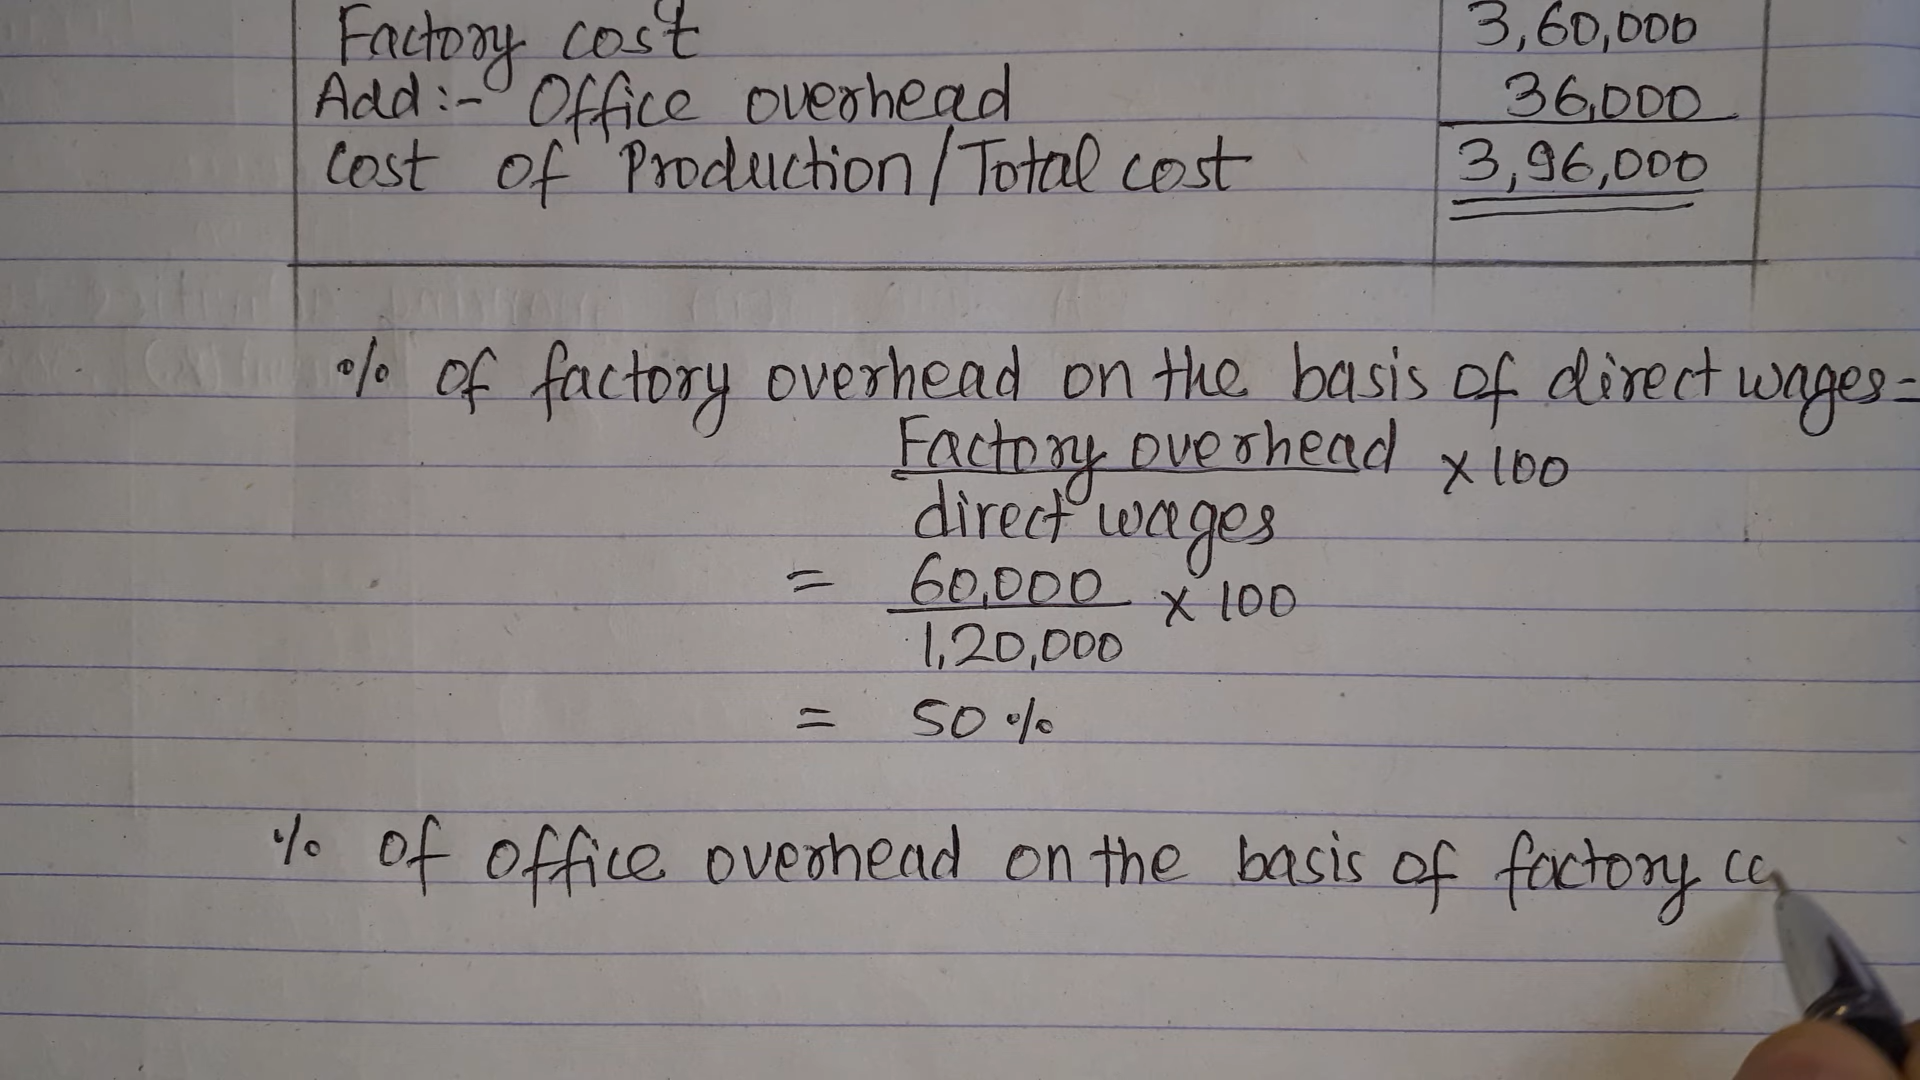 Factory cost 3,60,000
Add:- Office overhead 36,000
Cost of Production/Total cost 3,96,000
% of factory overhead on the basis of direct wages=
Factory overhead x 100
direct wages
= 60,000 x 100
1,20,000
= 50%
% of office overhead on the basis of factory co